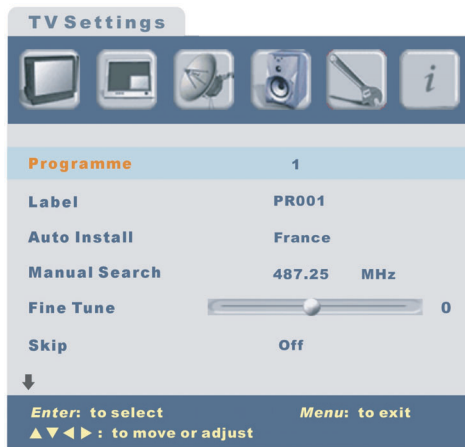 TV Settings
i
Programme 1
Label PR001
Auto Install France
Manual Search 487.25 MHz
Fine Tune 0
Skip Off
Enter: to select Menu: to exit
▲▼◀▶: to move or adjust